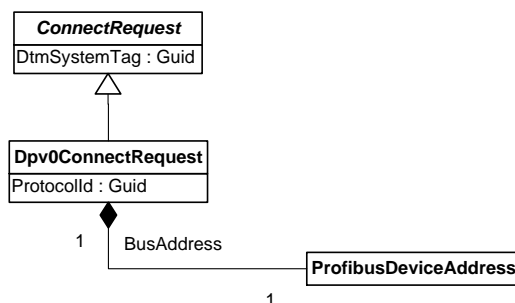 ConnectRequest
DtmSystemTag : Guid
Dpv0ConnectRequest
ProtocolId : Guid
1
BusAddress
ProfibusDeviceAddress
1